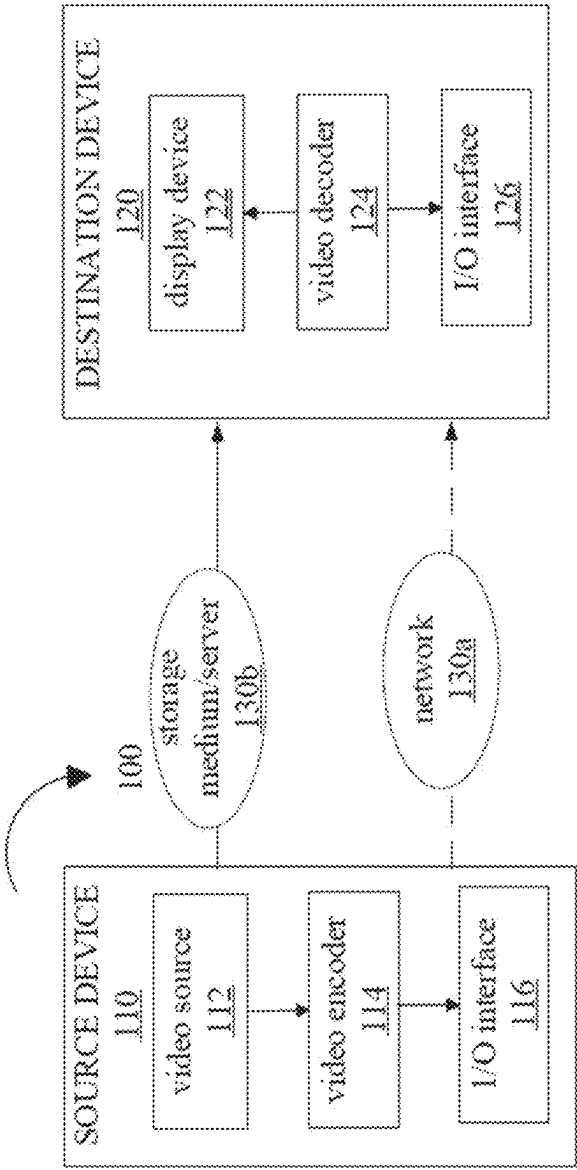 100
SOURCE DEVICE
110
video source
112
video encoder
114
I/O interface
116
storage
medium/server
130b
network
130a
DESTINATION DEVICE
120
display device
122
video decoder
124
I/O interface
126